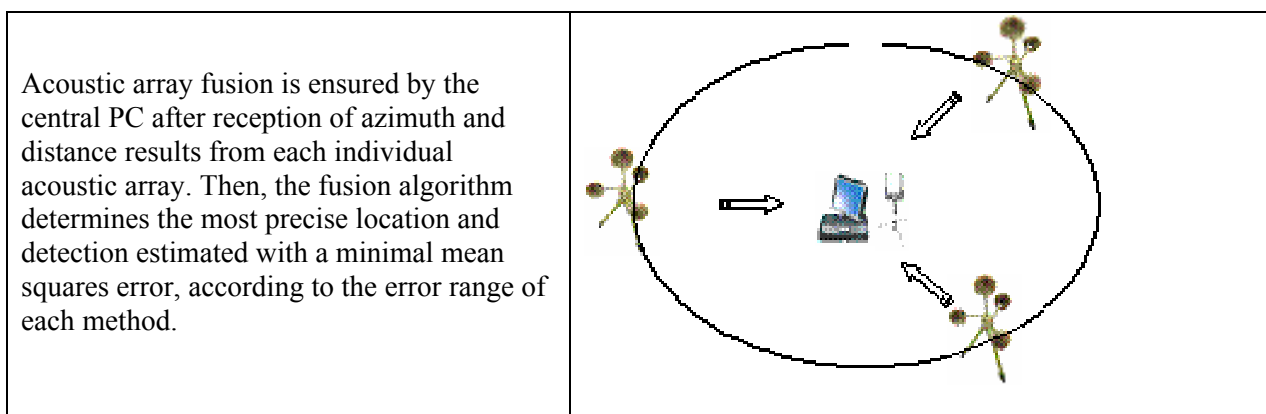 Acoustic array fusion is ensured by the
central PC after reception of azimuth and
distance results from each individual
acoustic array. Then, the fusion algorithm
determines the most precise location and
detection estimated with a minimal mean
squares error, according to the error range of
each method.